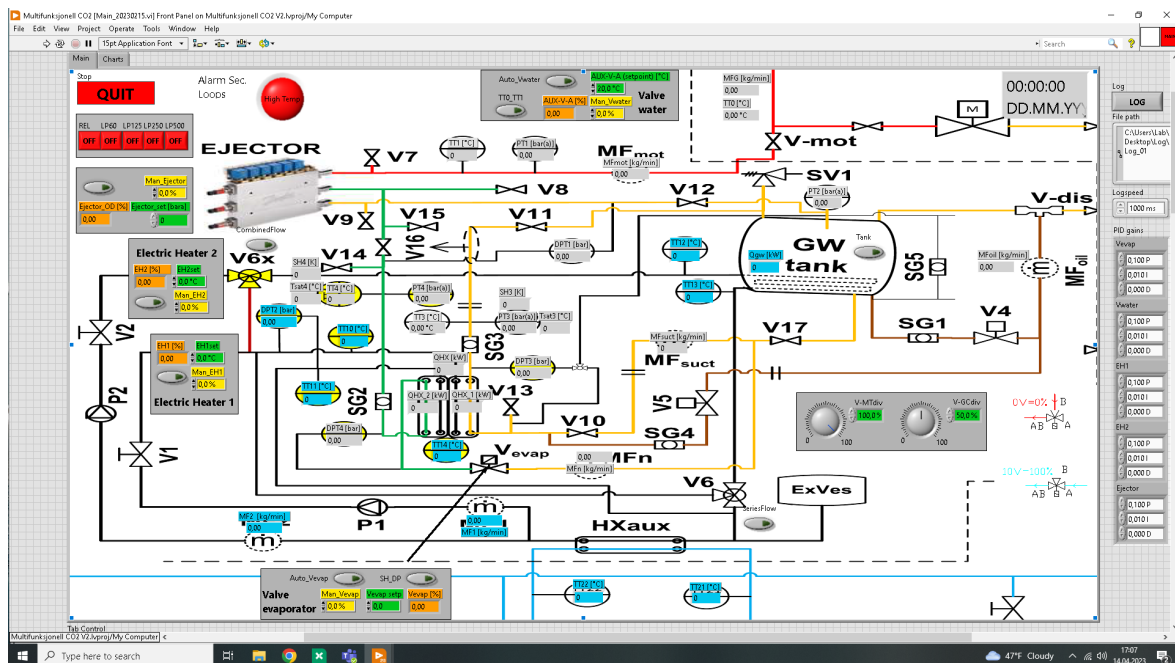 Multifunksjonell CO2 [Main_20230215.vi] Front Panel on Multifunksjonell CO2 V2.lvproj/My Computer
File Edit View Project Operate Tools Window Help
15pt Application Font
Search
Main Charts
Stop
QUIT
Alarm Sec.
Loops
High Temp
REL LP60 LP125 LP250 LP500
OFF OFF OFF OFF OFF
Man_Ejector
0,0 %
Ejector_OD [%] Ejector_set [bara]
0,00 0
EJECTOR
CombinedFlow
Auto_Vwater
TT0_TT1
AUX-V-A (setpoint) [°C]
20,0 °C
AUX-V-A [%] Man_Vwater
0,00 0,0 %
Valve
water
MFG [kg/min]
0,00
TT0 [°C]
0,00 °C
00:00:00
DD.MM.YY
M
V-mot
V7
TT1 [°C]
0
PT1 [bar(a)]
0,00
MFmot
MFmot [kg/min]
0,00
SV1
V8
V12
PT2 [bar(a)]
0,00
V-dis
V9
V15
V11
V16
V14
DPT1 [bar]
0,00
TT12 [°C]
0
TT13 [°C]
0
Qgw [kW]
0
GW
tank
Tank
SG5
MFoil [kg/min]
0,00
MFoil
m
Electric Heater 2
EH2 [%] EH2set
0,00 0,0 °C
Man_EH2
0,0 %
V6x
SH4 [K]
0
Tsat4 [°C]
0
TT4 [°C]
0
PT4 [bar(a)]
0,00
SH3 [K]
0
TT3 [°C]
0,00 °C
PT3 [bar(a)] Tsat3 [°C]
0,00 0
DPT2 [bar]
0,00
TT10 [°C]
0
V2
EH1 [%] EH1set
0,00 0,0 °C
Man_EH1
0,0 %
Electric Heater 1
SG3
MFsuct [kg/min]
0
MFsuct
V17
SG1
V4
QHX [kW]
0
DPT3 [bar]
0,00
TT11 [°C]
0
SG2
QHX_2 [kW] QHX_1 [kW]
0 0
V13
P2
V5
V10
SG4
DPT4 [bar]
0,00
TT14 [°C]
0
Vevap
0,00
MFn
MFn [kg/min]
V-MTdiv
100,0 %
0 100
V-GCdiv
50,0 %
0 100
0V=0% B
AB A
10V=100% B
AB A
V1
V6
ExVes
SeriesFlow
P1
m
0,00
MF1 [kg/min]
MF2 [kg/min]
0,00
m
HXaux
Auto_Vevap SH_DP
Valve
evaporator
Man_Vevap Vevap setp Vevap [%]
0,0 % 0,0 0,00
TT22 [°C]
0
TT21 [°C]
0
Log
LOG
File path
C:\Users\Lab\
Desktop\Log\
Log_01
Logspeed
1000 ms
PID gains
Vevap
0,100 P
0,010 I
0,000 D
Vwater
0,100 P
0,010 I
0,000 D
EH1
0,100 P
0,010 I
0,000 D
EH2
0,100 P
0,010 I
0,000 D
Ejector
0,100 P
0,010 I
0,000 D
Tab Control
Multifunksjonell CO2 V2.lvproj/My Computer
Type here to search
47°F Cloudy
17:07
14.04.2023